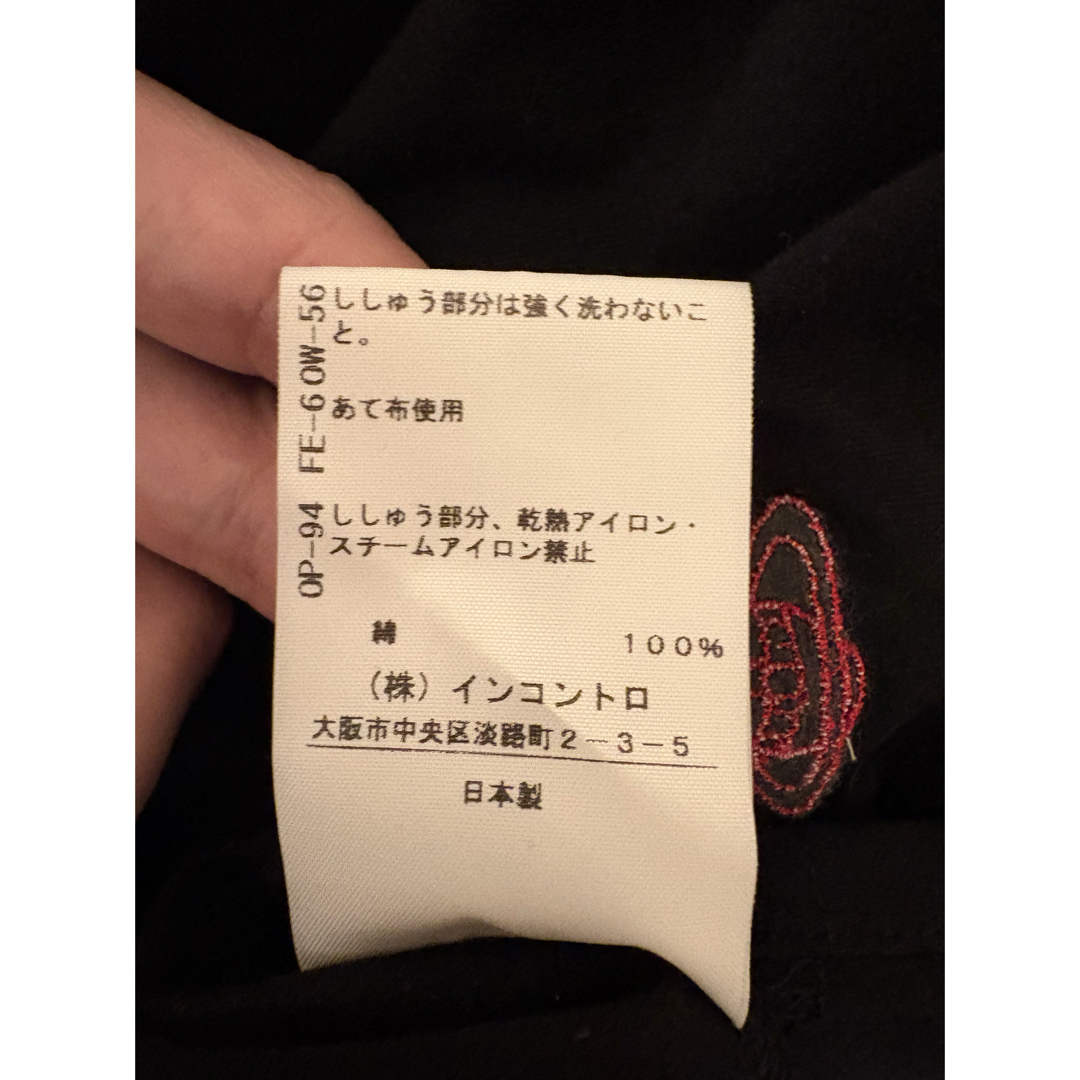 ししゅう部分は強く洗わないこ
と。
あて布使用
ししゅう部分、乾熱アイロン・
スチームアイロン禁止
綿 100%
(株)インコントロ
大阪市中央区淡路町2-3-5
日本製
OP-94 FE-6 OW-56